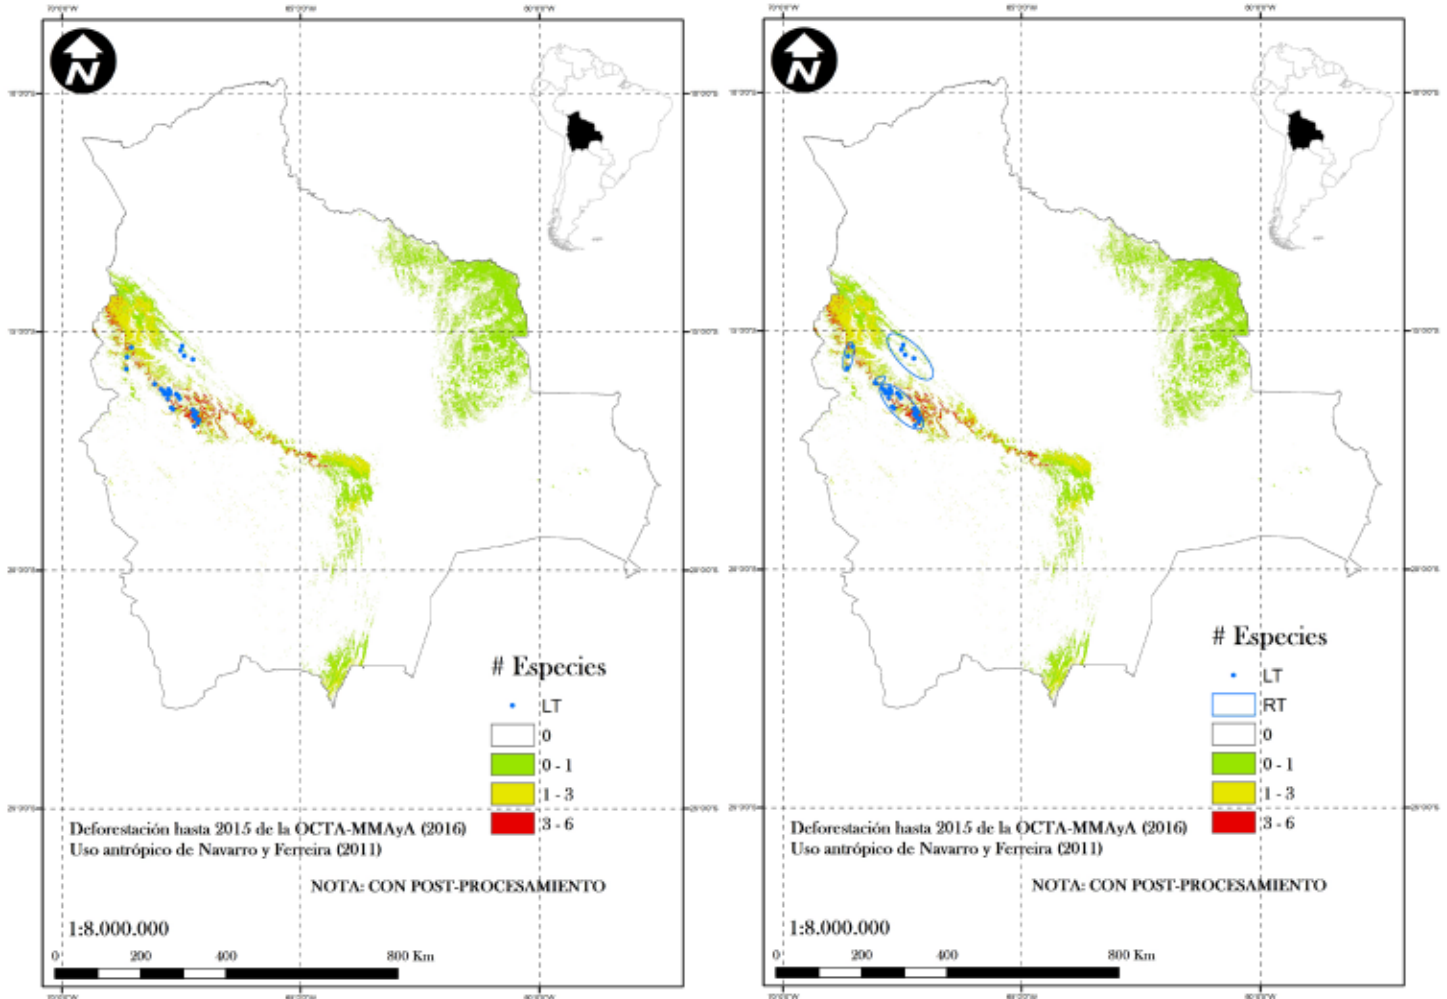 N
# Especies
LT
0
0 - 1
1 - 3
3 - 6
Deforestación hasta 2015 de la OCTA-MMAyA (2016)
Uso antrópico de Navarro y Ferreira (2011)
NOTA: CON POST-PROCESAMIENTO
1:8.000.000
0 200 400 800 Km
N
# Especies
LT
RT
0
0 - 1
1 - 3
3 - 6
Deforestación hasta 2015 de la OCTA-MMAyA (2016)
Uso antrópico de Navarro y Ferreira (2011)
NOTA: CON POST-PROCESAMIENTO
1:8.000.000
0 200 400 800 Km